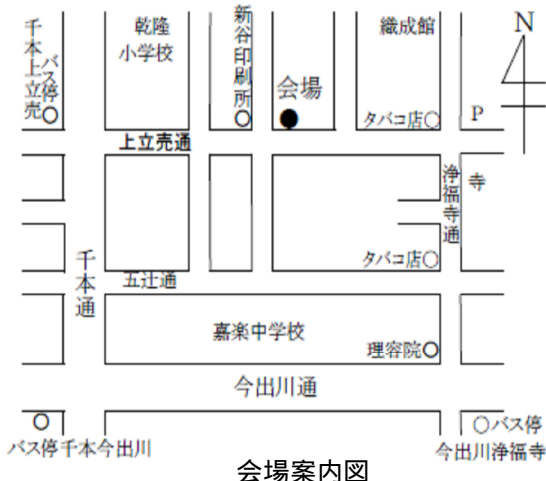 千本上立売
バス停
乾隆
小学校
新谷印刷所
会場
織成館
タバコ店
P
N
上立売通
浄福寺通
寺
千本通
五辻通
タバコ店
嘉楽中学校
理容院
今出川通
バス停千本今出川
バス停
今出川浄福寺
会場案内図